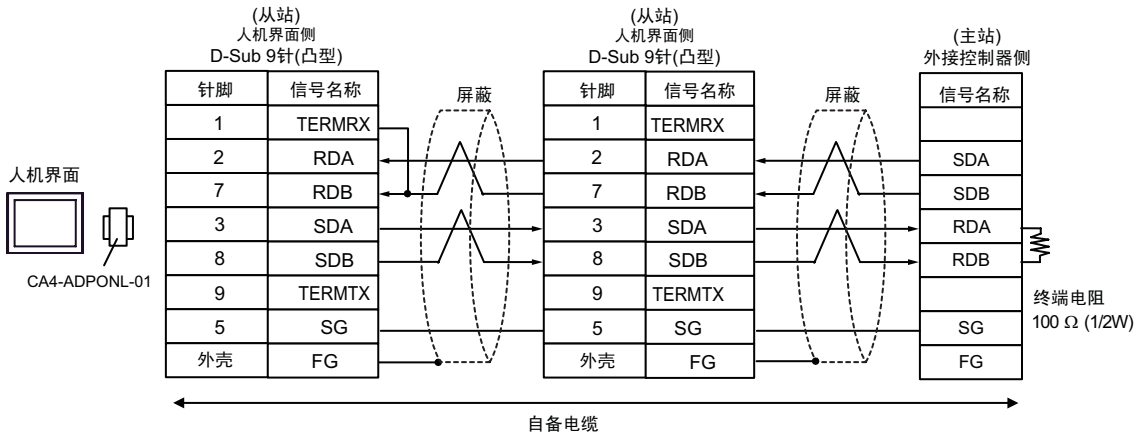 (从站)
人机界面侧
D-Sub 9针(凸型)
(从站)
人机界面侧
D-Sub 9针(凸型)
(主站)
外接控制器侧
针脚 信号名称
屏蔽
针脚 信号名称
屏蔽
信号名称
1 TERMRX 1 TERMRX
2 RDA 2 RDA SDA
人机界面
7 RDB 7 RDB SDB
3 SDA 3 SDA RDA
8 SDB 8 SDB RDB
CA4-ADPONL-01
9 TERMTX 9 TERMTX
终端电阻
100 Ω (1/2W)
5 SG 5 SG SG
外壳 FG 外壳 FG FG
自备电缆